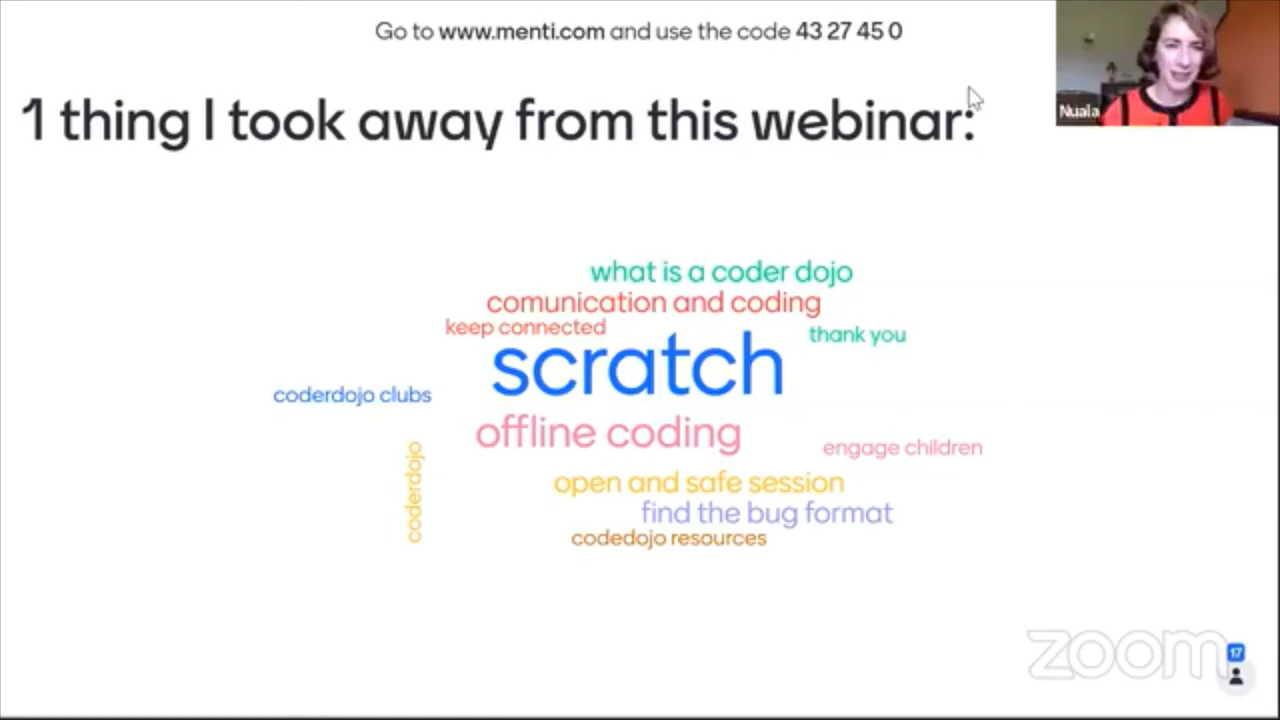 Go to www.menti.com and use the code 43 27 45 0
Nuala
1 thing I took away from this webinar:
what is a coder dojo
comunication and coding
keep connected
thank you
scratch
coderdojo clubs
offline coding
engage children
coderdojo
open and safe session
find the bug format
codedojo resources
zoom
17